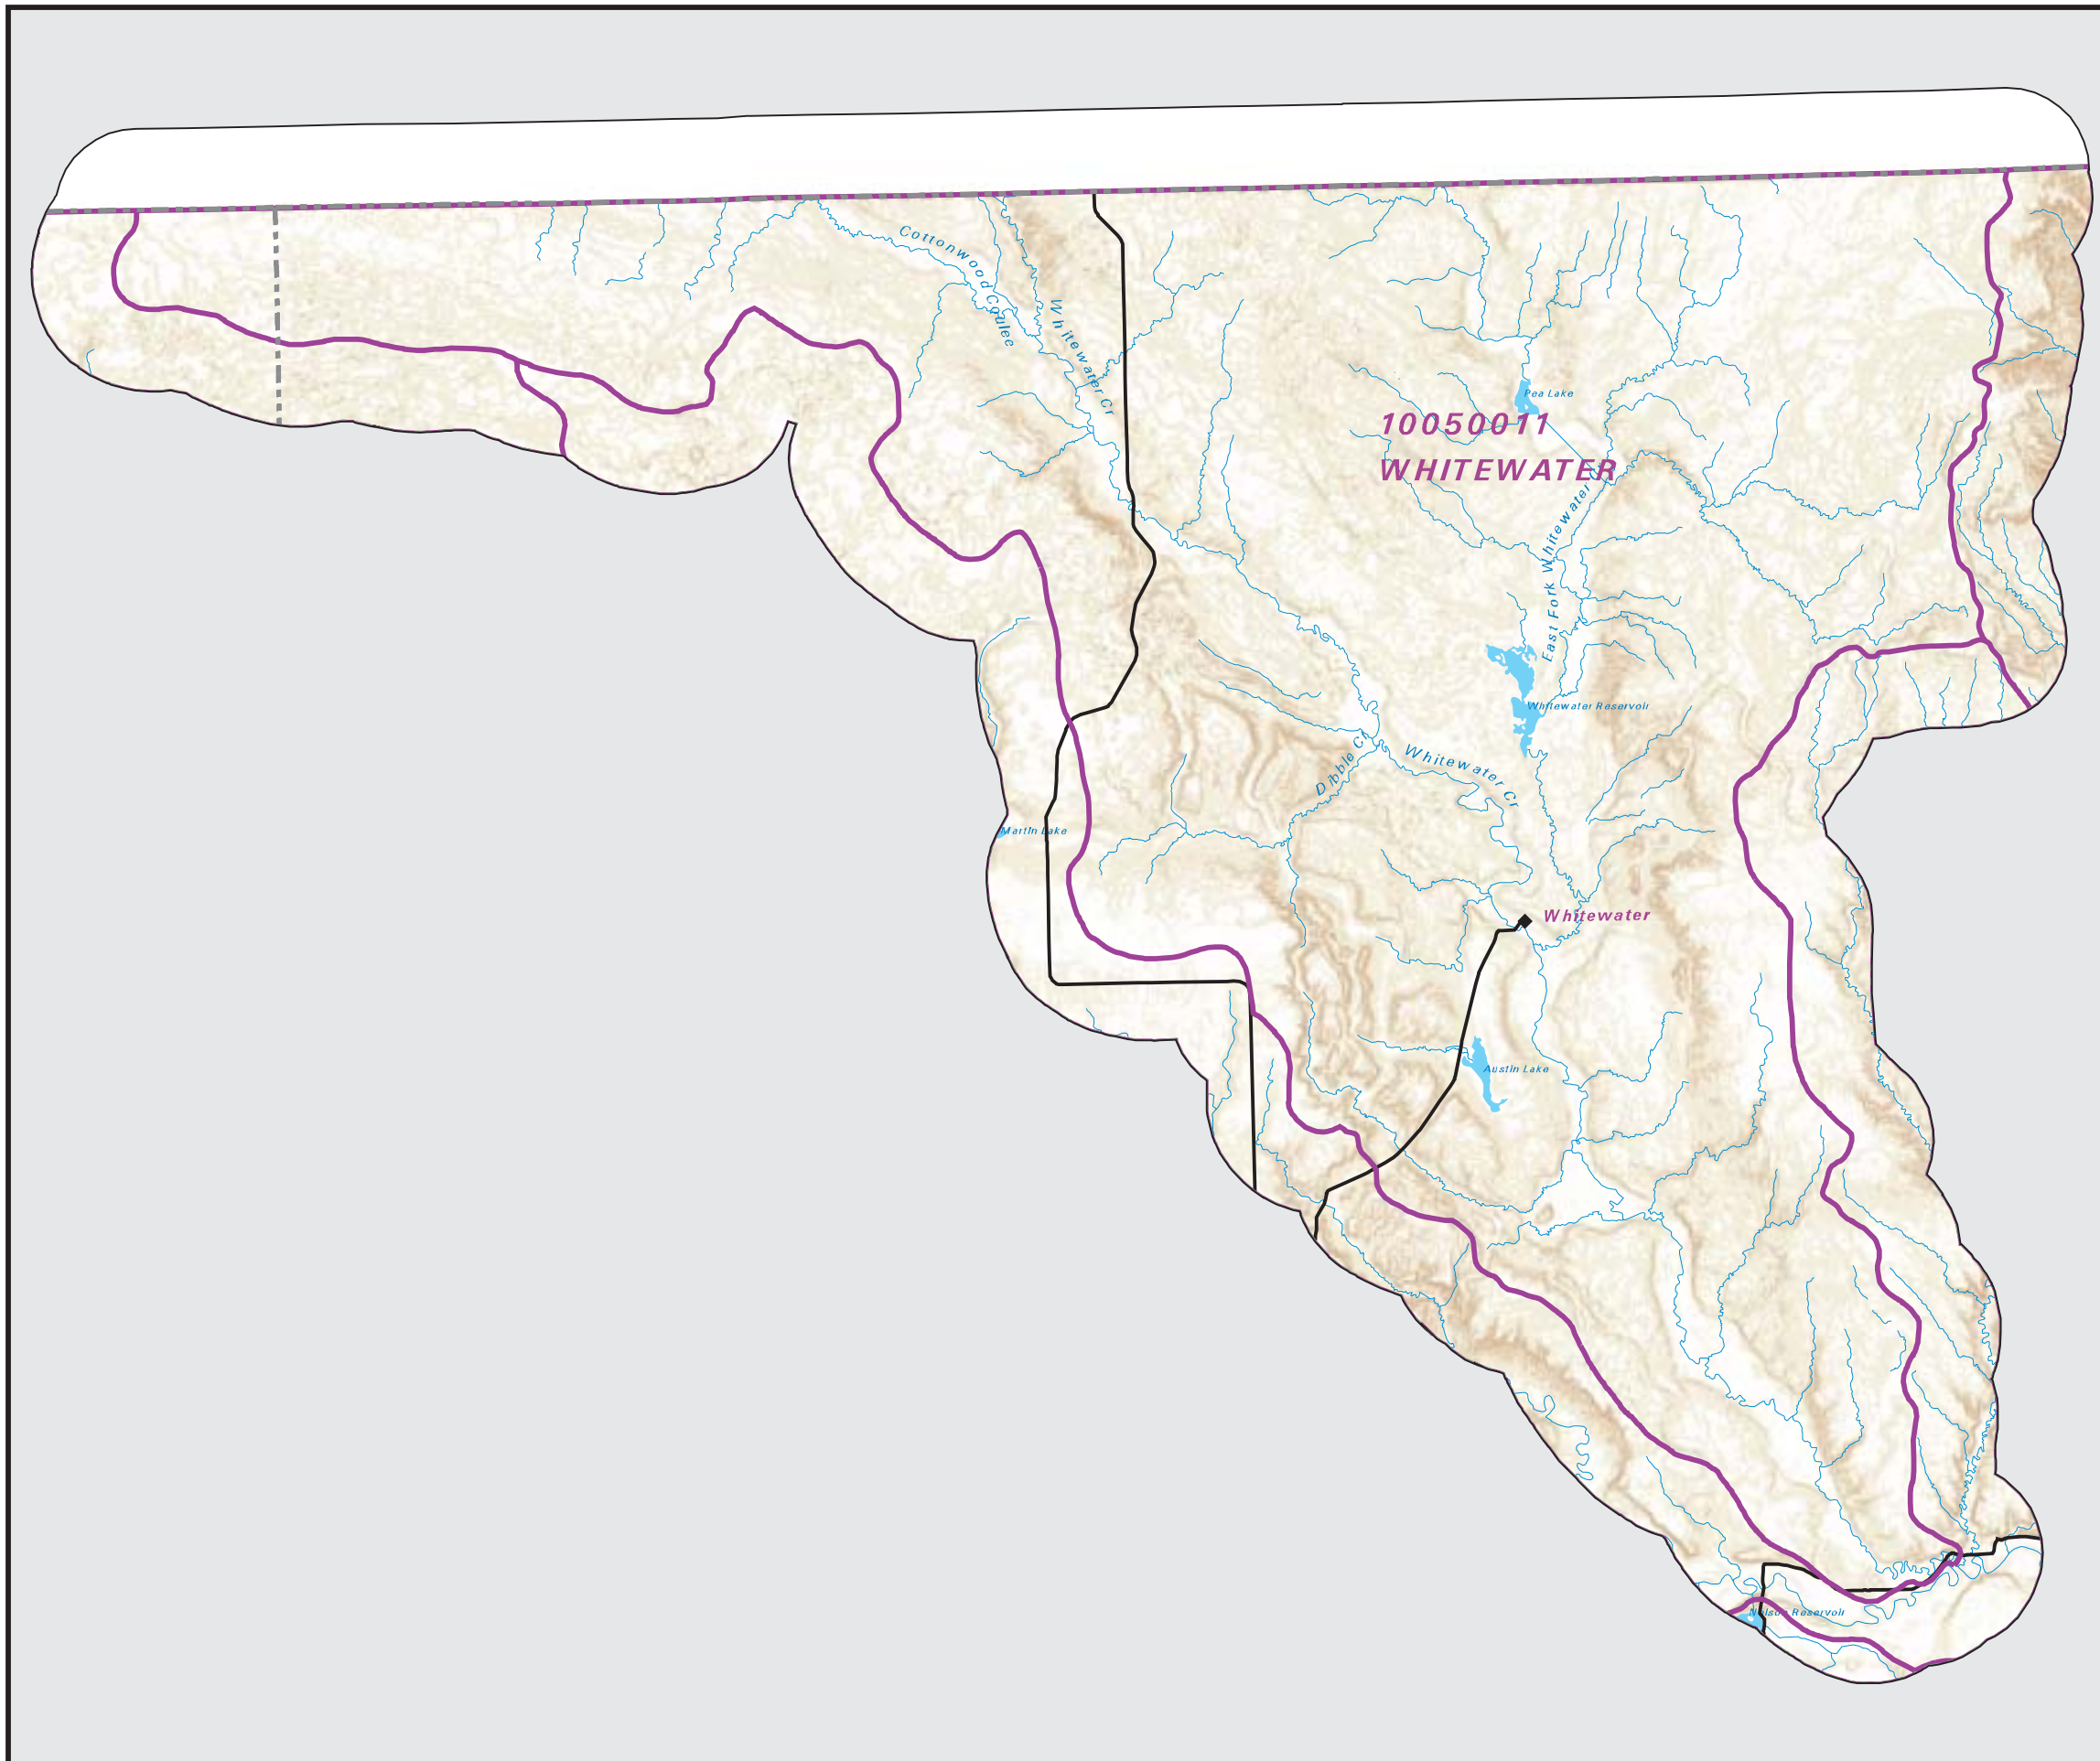 Cottonwood Coulee
Whitewater Cr
Pea Lake
10050011
WHITEWATER
East Fork Whitewater
Whitewater Reservoir
Whitewater Cr
Dibble Cr
Martin Lake
Whitewater
Austin Lake
Nelson Reservoir